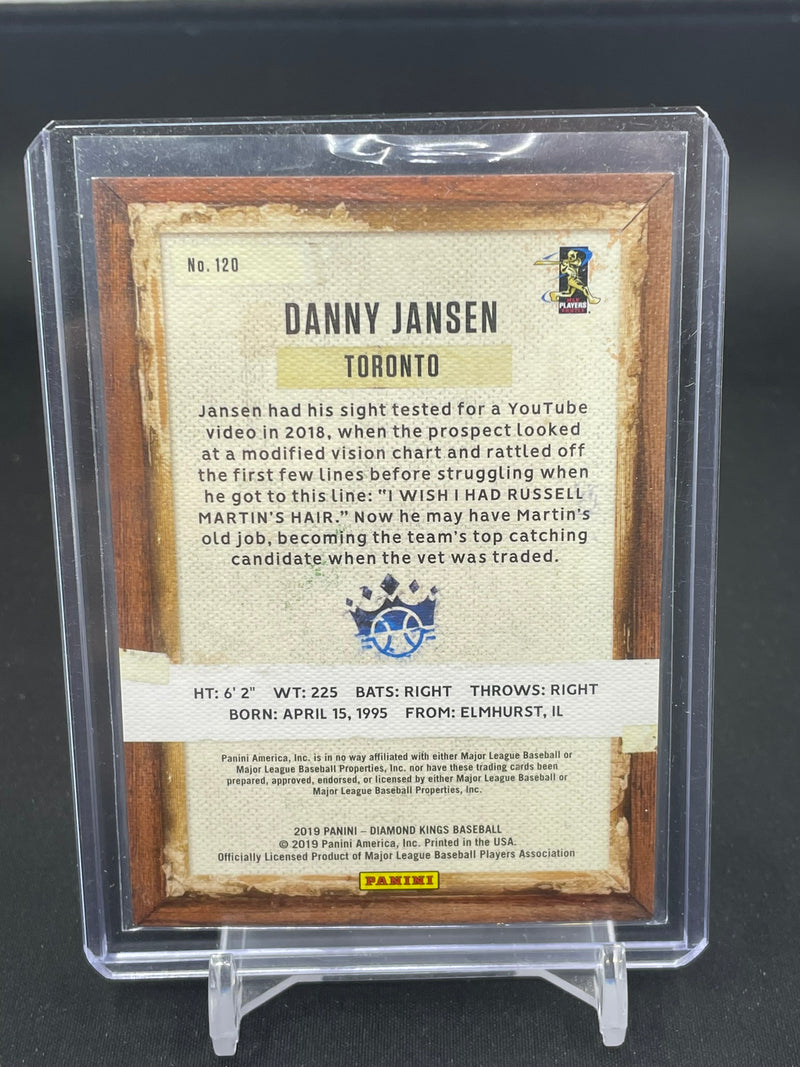 No. 120
MLB
PLAYERS
DANNY JANSEN
TORONTO
Jansen had his sight tested for a YouTube
video in 2018, when the prospect looked
at a modified vision chart and rattled off
the first few lines before struggling when
he got to this line: "I WISH I HAD RUSSELL
MARTIN'S HAIR." Now he may have Martin's
old job, becoming the team's top catching
candidate when the vet was traded.
HT: 6' 2" WT: 225 BATS: RIGHT THROWS: RIGHT
BORN: APRIL 15, 1995 FROM: ELMHURST, IL
Panini America, Inc. is in no way affiliated with either Major League Baseball or
Major League Baseball Properties, Inc. nor have these trading cards been
prepared, approved, endorsed, or licensed by either Major League Baseball or
Major League Baseball Properties, Inc.
2019 PANINI – DIAMOND KINGS BASEBALL
© 2019 Panini America, Inc. Printed in the USA.
Officially Licensed Product of Major League Baseball Players Association
PANINI